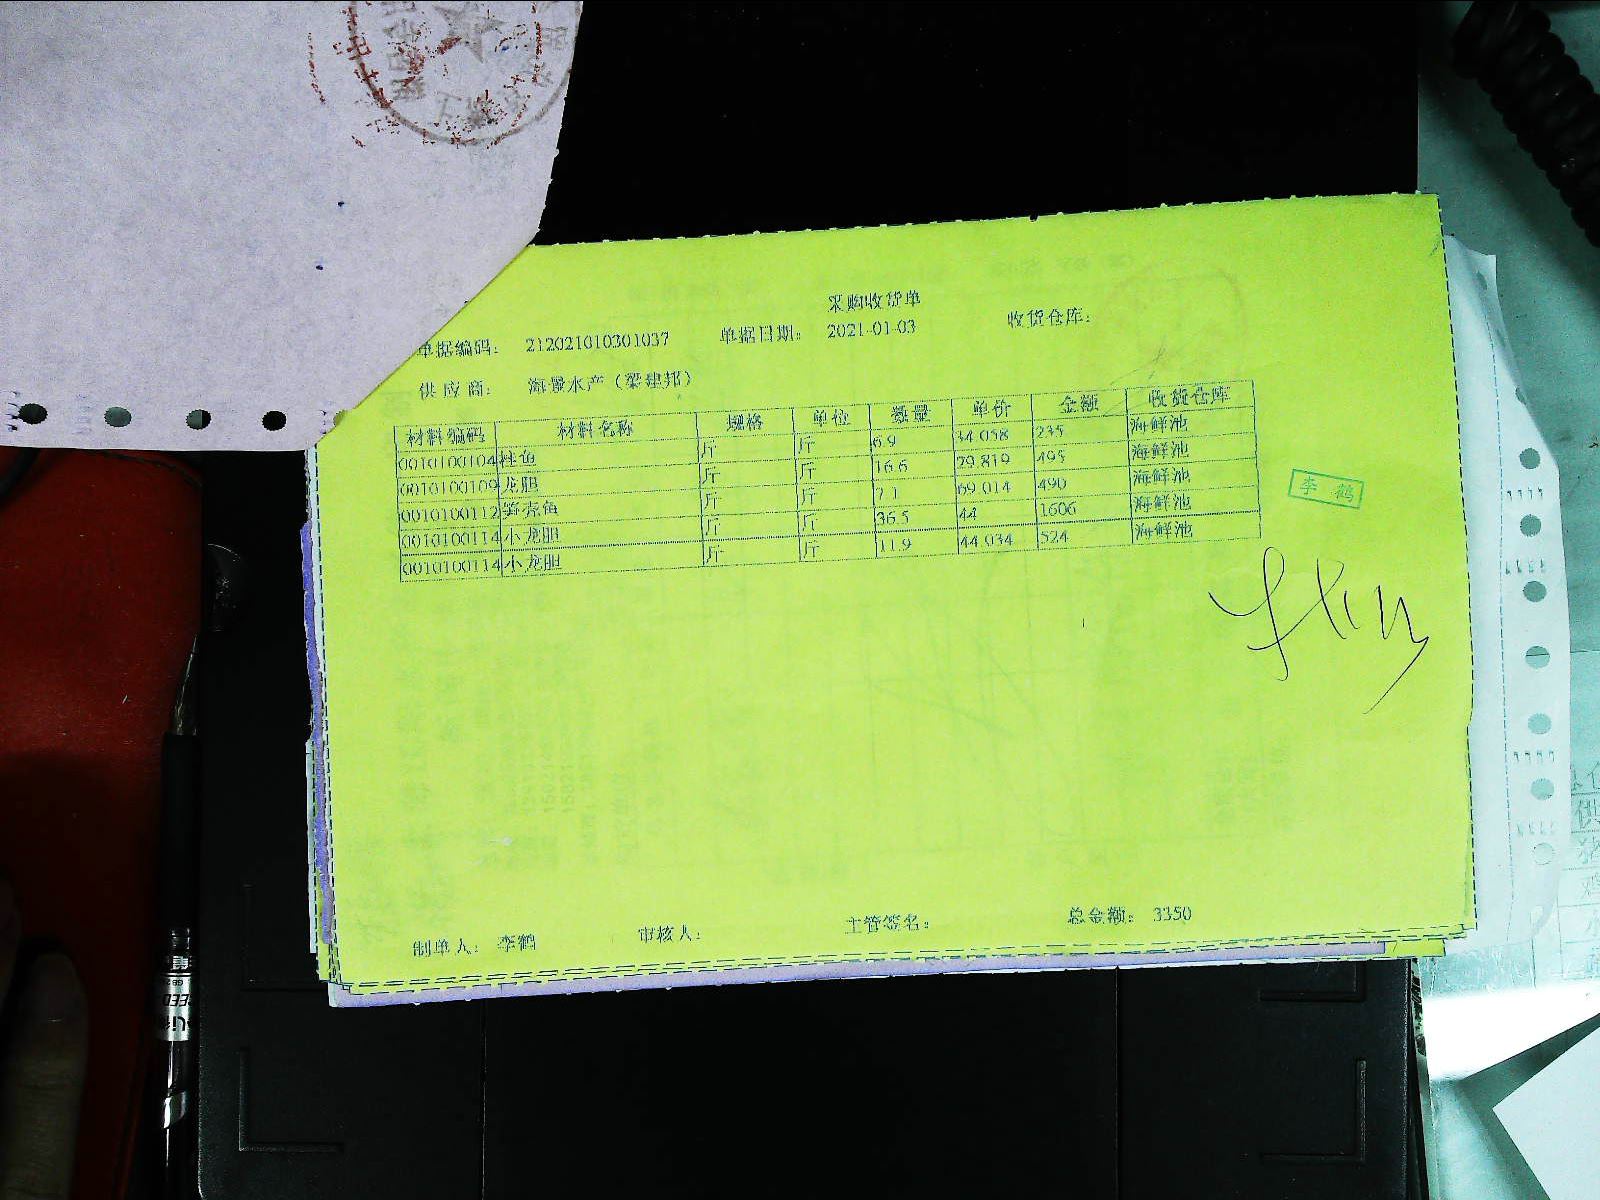 采购收货单
单据编码： 212021010301037 单据日期： 2021-01-03 收货仓库：
供应商： 海景水产（梁建邦）
材料编码 材料名称 规格 单位 数量 单价 金额 收货仓库
0010100104 桂鱼 斤 斤 6.9 34.058 235 海鲜池
0010100109 龙胆 斤 斤 16.6 29.819 495 海鲜池
0010100112 笋壳鱼 斤 斤 7.1 69.014 490 海鲜池
0010100114 小龙胆 斤 斤 36.5 44 1606 海鲜池
0010100114 小龙胆 斤 斤 11.9 44.034 524 海鲜池
李鹤
制单人： 李鹤 审核人： 主管签名： 总金额： 3350